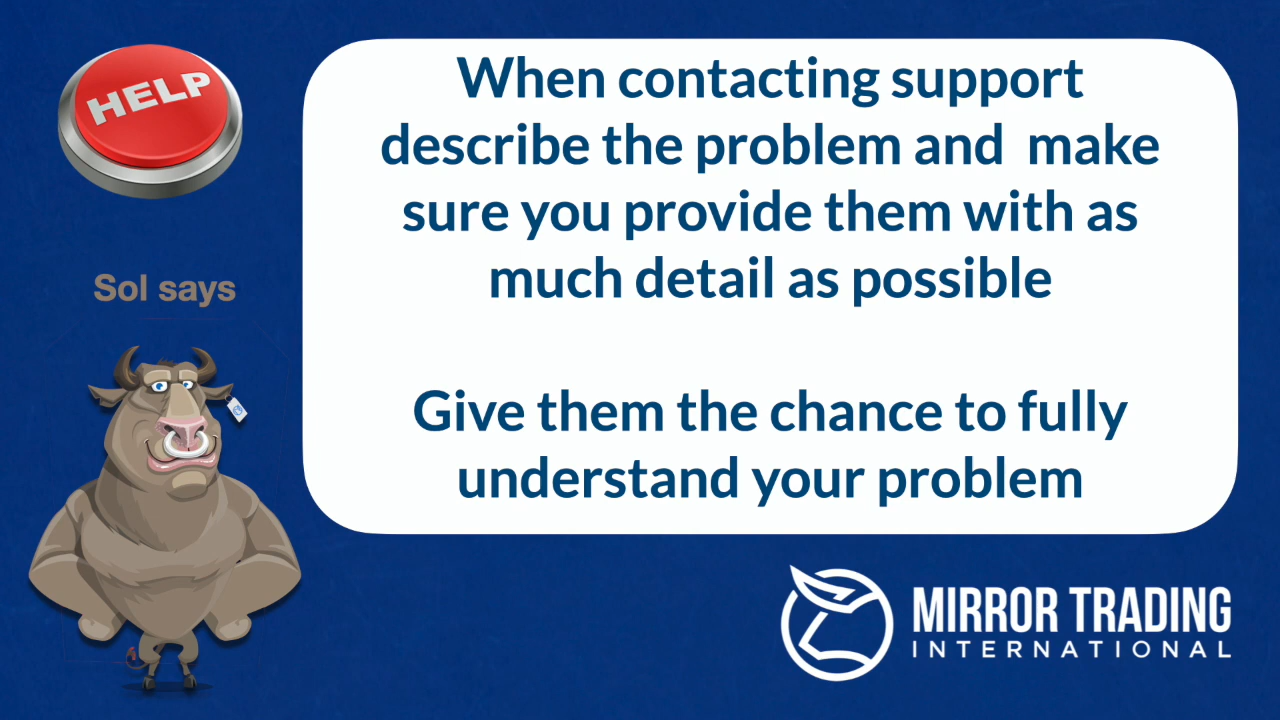 HELP
Sol says
When contacting support
describe the problem and  make
sure you provide them with as
much detail as possible
Give them the chance to fully
understand your problem
MIRROR TRADING
INTERNATIONAL